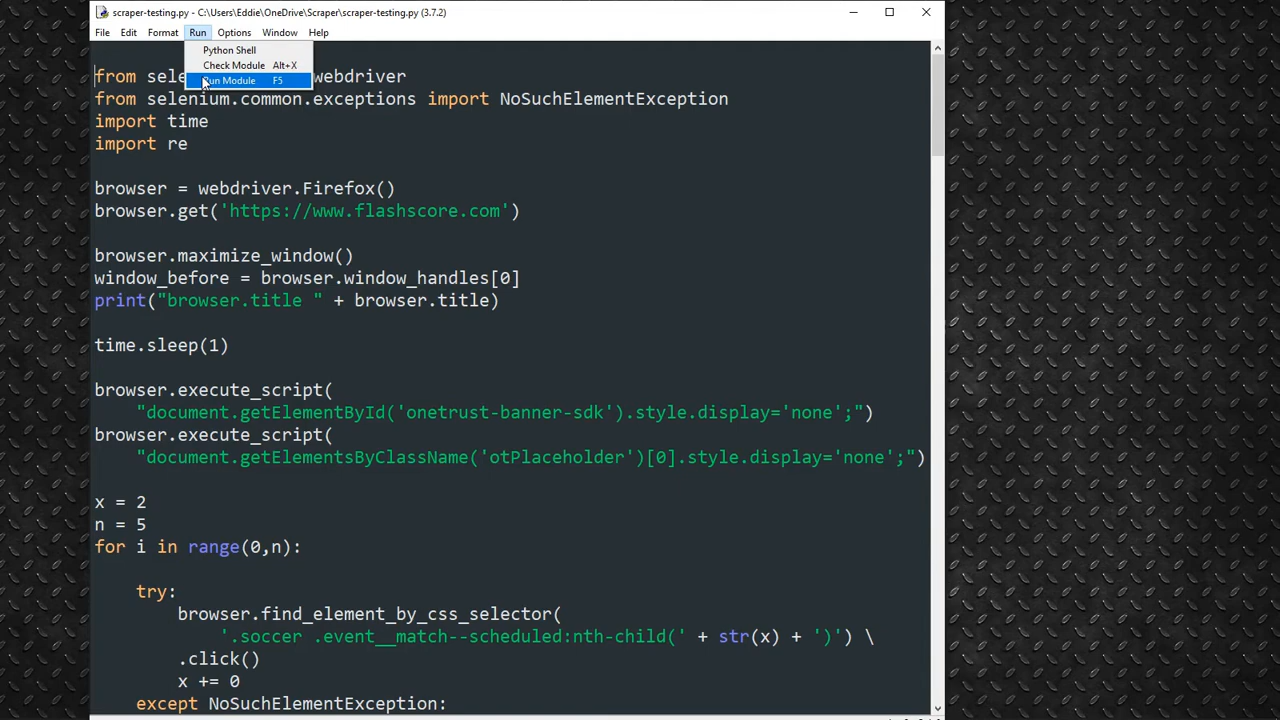 scraper-testing.py - C:\Users\Eddie\OneDrive\Scraper\scraper-testing.py (3.7.2)
File Edit Format Run Options Window Help
Python Shell
Check Module Alt+X
Run Module F5
from sele webdriver
from selenium.common.exceptions import NoSuchElementException
import time
import re
browser = webdriver.Firefox()
browser.get('https://www.flashscore.com')
browser.maximize_window()
window_before = browser.window_handles[0]
print("browser.title " + browser.title)
time.sleep(1)
browser.execute_script(
    "document.getElementById('onetrust-banner-sdk').style.display='none';")
browser.execute_script(
    "document.getElementsByClassName('otPlaceholder')[0].style.display='none';")
x = 2
n = 5
for i in range(0,n):
    try:
        browser.find_element_by_css_selector(
            '.soccer .event__match--scheduled:nth-child(' + str(x) + ')') \
        .click()
        x += 0
    except NoSuchElementException: